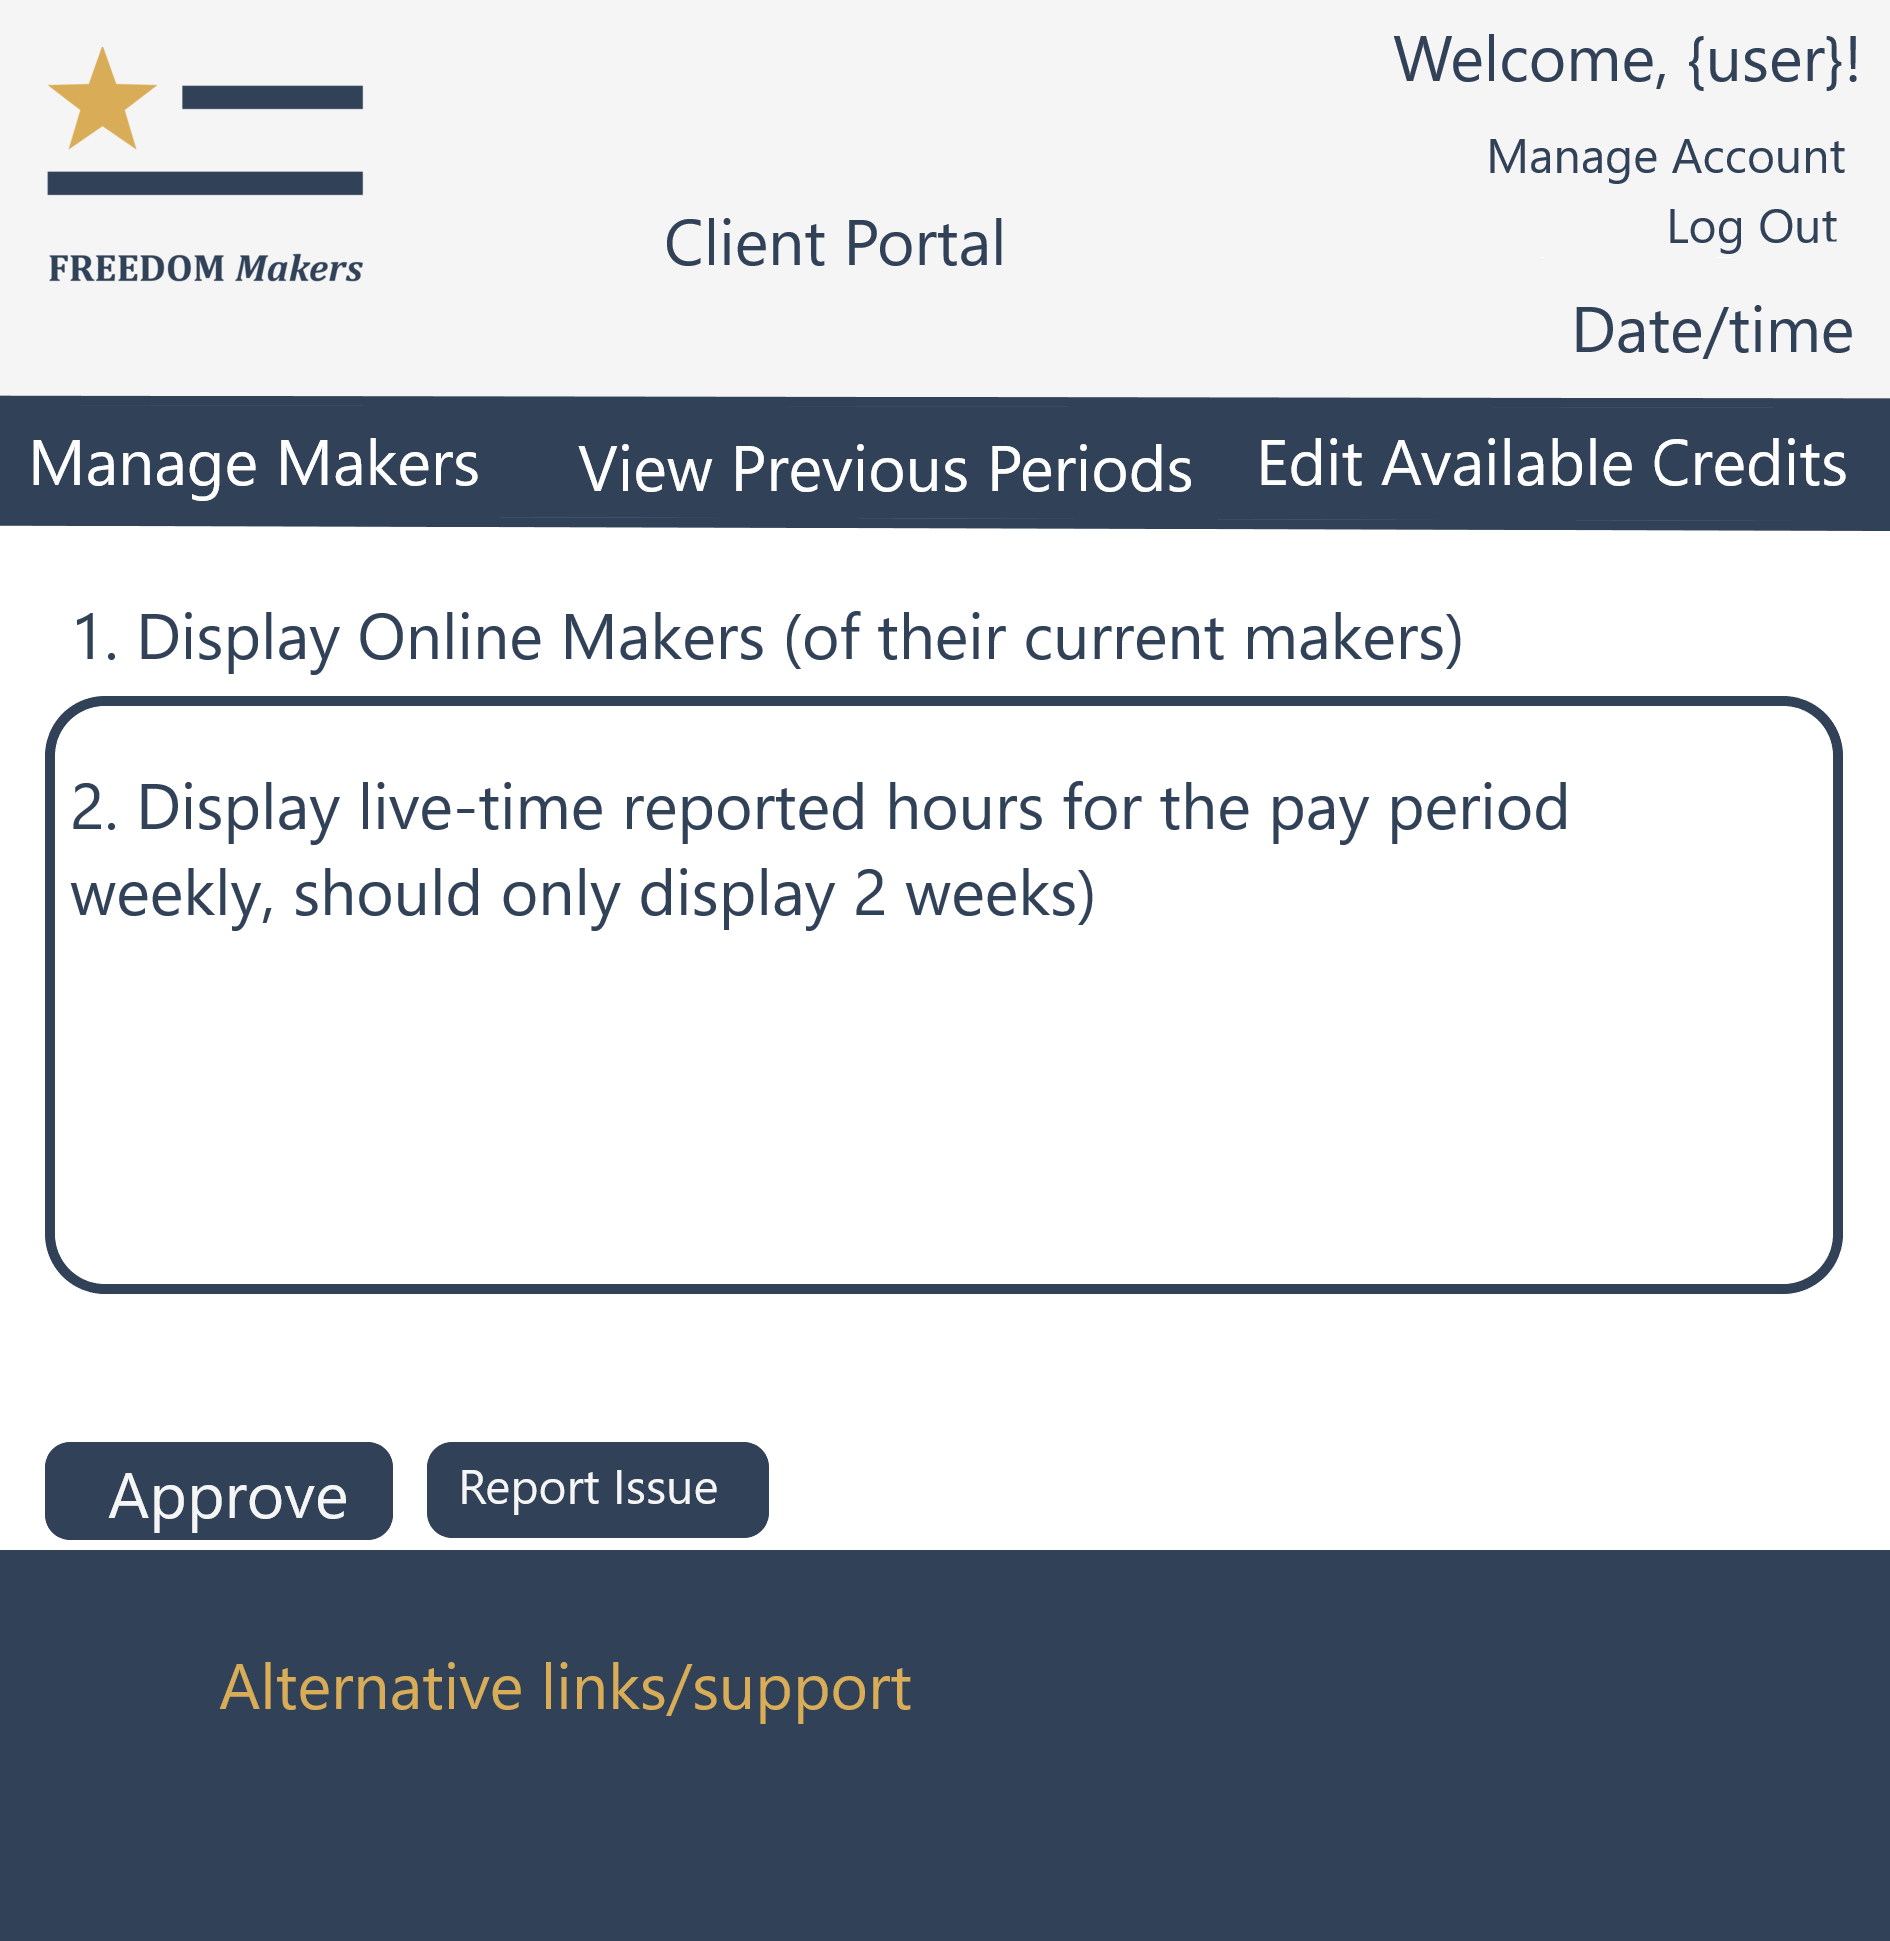 Welcome, {user}!
Manage Account
Log Out
FREEDOM Makers
Client Portal
Date/time
Manage Makers
View Previous Periods
Edit Available Credits
1. Display Online Makers (of their current makers)
2. Display live-time reported hours for the pay period
weekly, should only display 2 weeks)
Approve
Report Issue
Alternative links/support